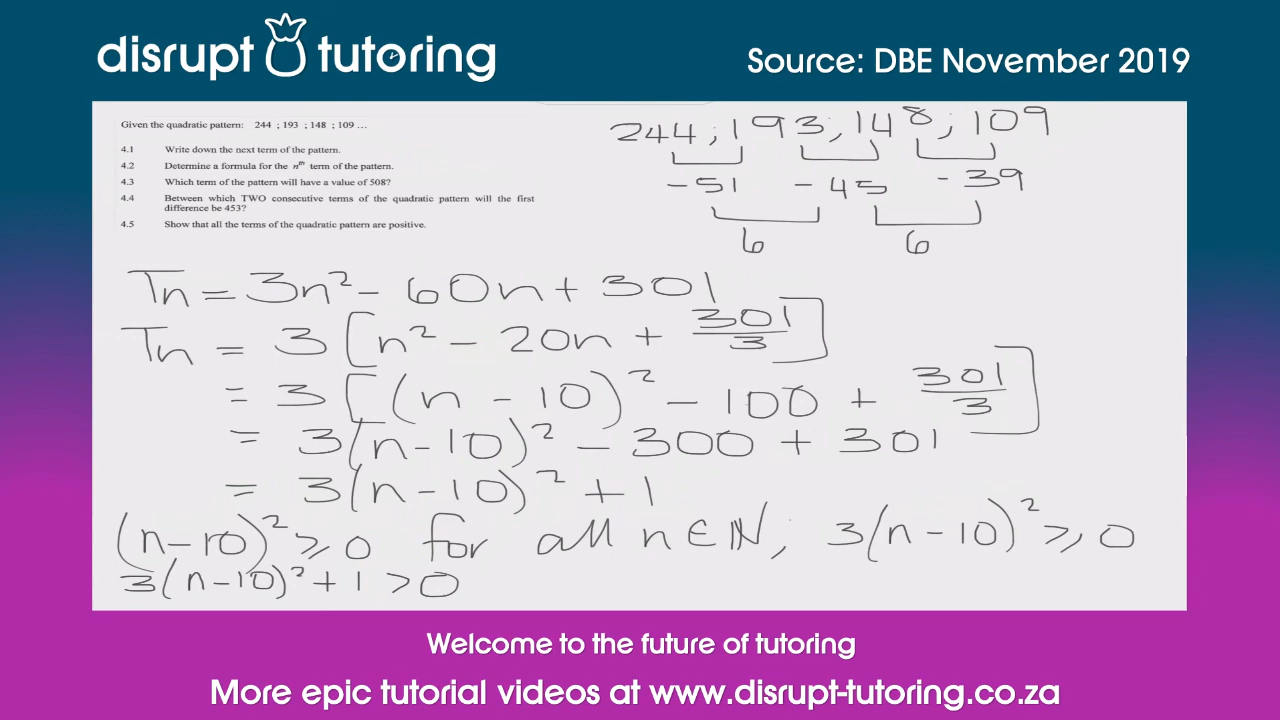 disrupt tutoring
Source: DBE November 2019
Given the quadratic pattern: 244 ; 193 ; 148 ; 109 ...
4.1 Write down the next term of the pattern.
4.2 Determine a formula for the nᵗʰ term of the pattern.
4.3 Which term of the pattern will have a value of 508?
4.4 Between which TWO consecutive terms of the quadratic pattern will the first
difference be 453?
4.5 Show that all the terms of the quadratic pattern are positive.
244 ; 193 ; 148 ; 109
-51 -45 -39
6 6
Tn = 3n² - 60n + 301
Tn = 3[n² - 20n + 301/3]
= 3[(n - 10)² - 100 + 301/3]
= 3(n-10)² - 300 + 301
= 3(n-10)² + 1
(n-10)² ⩾ 0 for all n ∈ ℕ; 3(n-10)² ⩾ 0
3(n-10)² + 1 > 0
Welcome to the future of tutoring
More epic tutorial videos at www.disrupt-tutoring.co.za